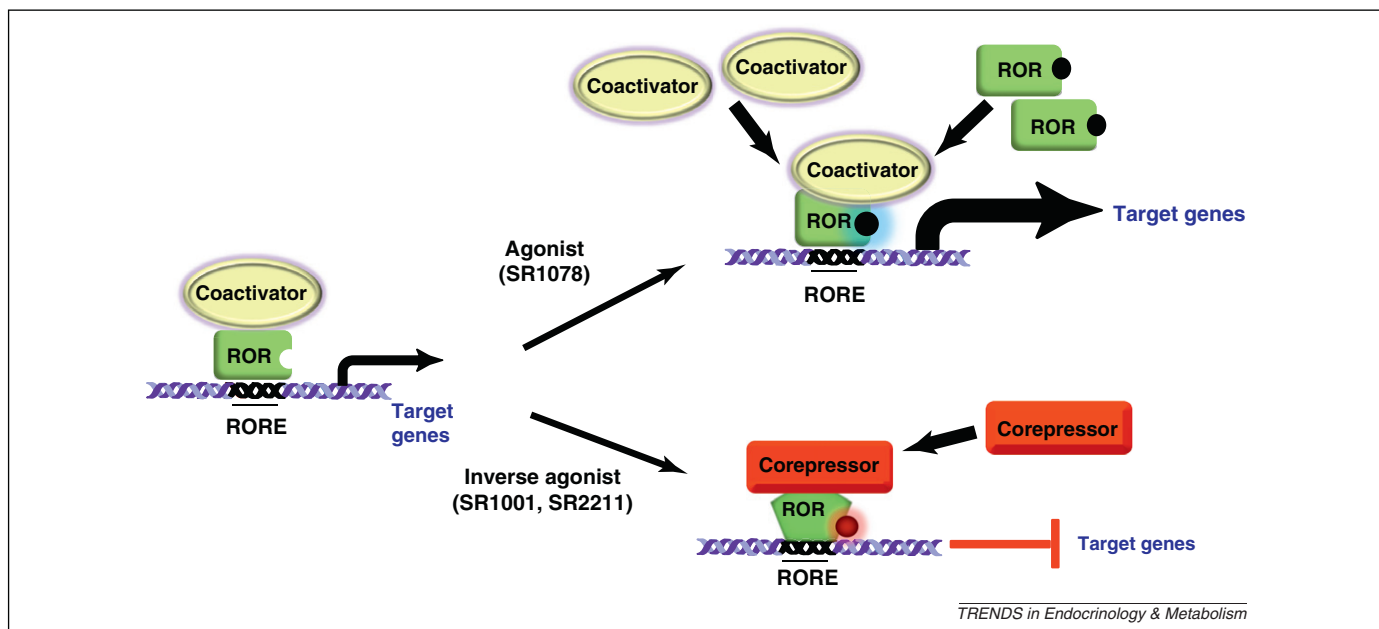 Coactivator
ROR
RORE
Target
genes
Agonist
(SR1078)
Coactivator
Coactivator
ROR
ROR
Coactivator
ROR
RORE
Target genes
Inverse agonist
(SR1001, SR2211)
Corepressor
Corepressor
ROR
RORE
Target genes
TRENDS in Endocrinology & Metabolism